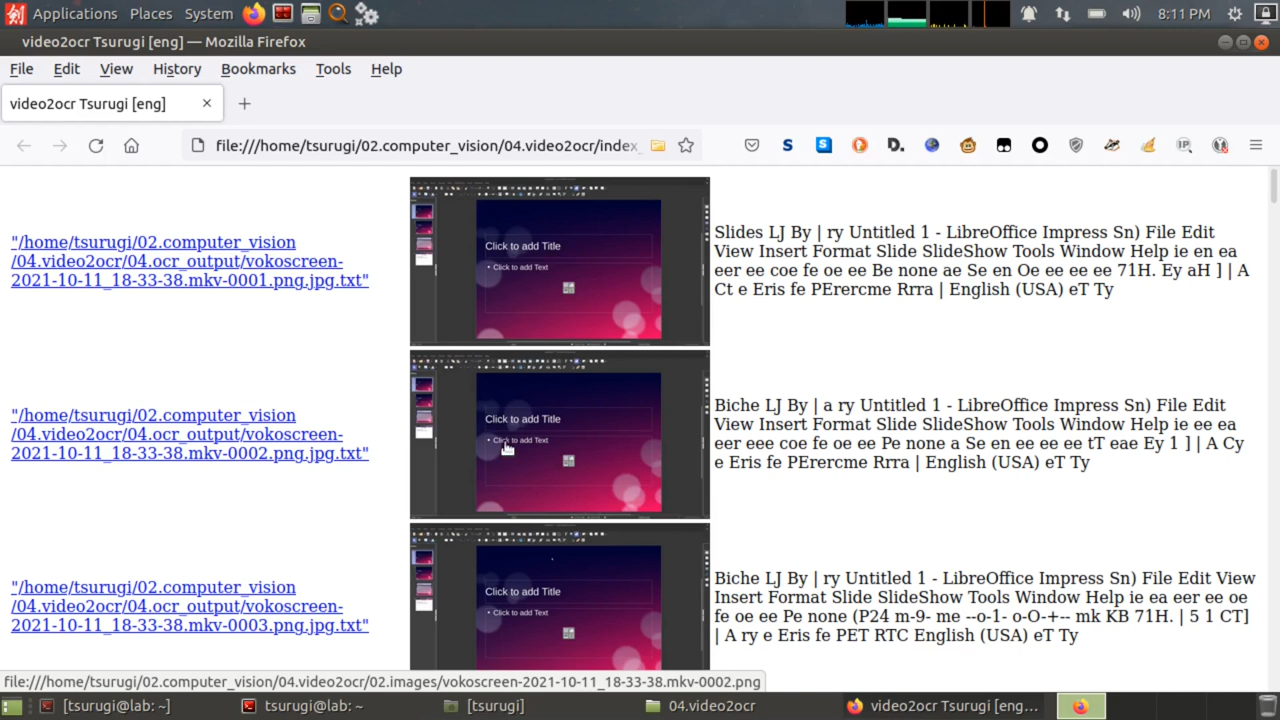 Applications Places System 8:11 PM
video2ocr Tsurugi [eng] — Mozilla Firefox
File Edit View History Bookmarks Tools Help
video2ocr Tsurugi [eng]
file:///home/tsurugi/02.computer_vision/04.video2ocr/index_
"/home/tsurugi/02.computer_vision
/04.video2ocr/04.ocr_output/vokoscreen-
2021-10-11_18-33-38.mkv-0001.png.jpg.txt"
Click to add Title
• Click to add Text
Slides LJ By | ry Untitled 1 - LibreOffice Impress Sn) File Edit
View Insert Format Slide SlideShow Tools Window Help ie en ea
eer ee coe fe oe ee Be none ae Se en Oe ee ee ee 71H. Ey aH ] | A
Ct e Eris fe PErercme Rrra | English (USA) eT Ty
"/home/tsurugi/02.computer_vision
/04.video2ocr/04.ocr_output/vokoscreen-
2021-10-11_18-33-38.mkv-0002.png.jpg.txt"
Click to add Title
• Click to add Text
Biche LJ By | a ry Untitled 1 - LibreOffice Impress Sn) File Edit
View Insert Format Slide SlideShow Tools Window Help ie ee ea
eer eee coe fe oe ee Pe none a Se en ee ee ee tT eae Ey 1 ] | A Cy
e Eris fe PErercme Rrra | English (USA) eT Ty
"/home/tsurugi/02.computer_vision
/04.video2ocr/04.ocr_output/vokoscreen-
2021-10-11_18-33-38.mkv-0003.png.jpg.txt"
Click to add Title
• Click to add Text
Biche LJ By | ry Untitled 1 - LibreOffice Impress Sn) File Edit View
Insert Format Slide SlideShow Tools Window Help ie ea eer ee oe
fe oe ee Pe none (P24 m-9- me --o-1- o-O-+-- mk KB 71H. | 5 1 CT]
| A ry e Eris fe PET RTC English (USA) eT Ty
file:///home/tsurugi/02.computer_vision/04.video2ocr/02.images/vokoscreen-2021-10-11_18-33-38.mkv-0002.png
[tsurugi@lab: ~] tsurugi@lab: ~ [tsurugi] 04.video2ocr video2ocr Tsurugi [eng…